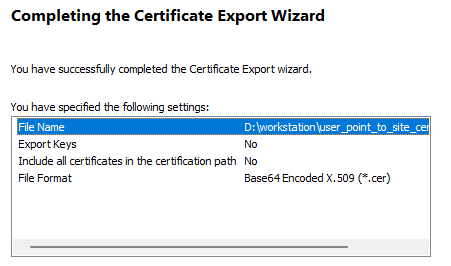 Completing the Certificate Export Wizard
You have successfully completed the Certificate Export wizard.
You have specified the following settings:
File Name D:\workstation\user_point_to_site_cer
Export Keys No
Include all certificates in the certification path No
File Format Base64 Encoded X.509 (*.cer)